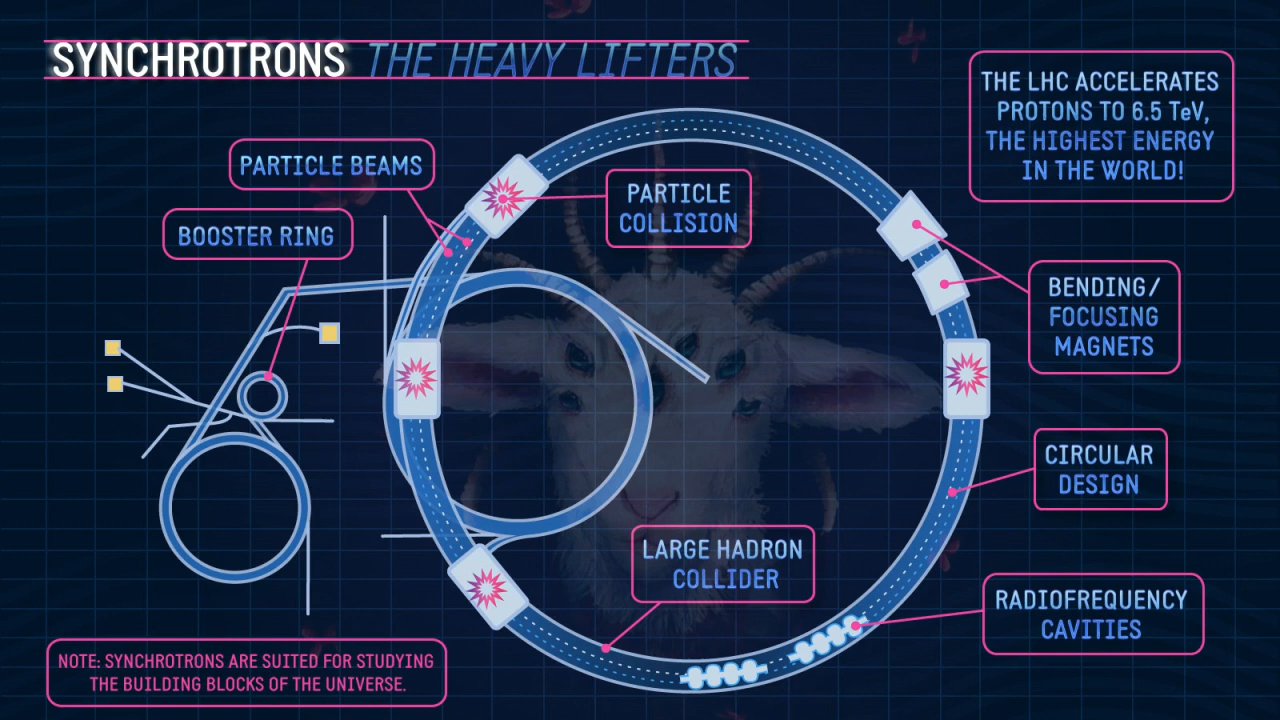 SYNCHROTRONS THE HEAVY LIFTERS
THE LHC ACCELERATES
PROTONS TO 6.5 TeV,
THE HIGHEST ENERGY
IN THE WORLD!
PARTICLE BEAMS
PARTICLE
COLLISION
BOOSTER RING
BENDING/
FOCUSING
MAGNETS
CIRCULAR
DESIGN
LARGE HADRON
COLLIDER
RADIOFREQUENCY
CAVITIES
NOTE: SYNCHROTRONS ARE SUITED FOR STUDYING
THE BUILDING BLOCKS OF THE UNIVERSE.